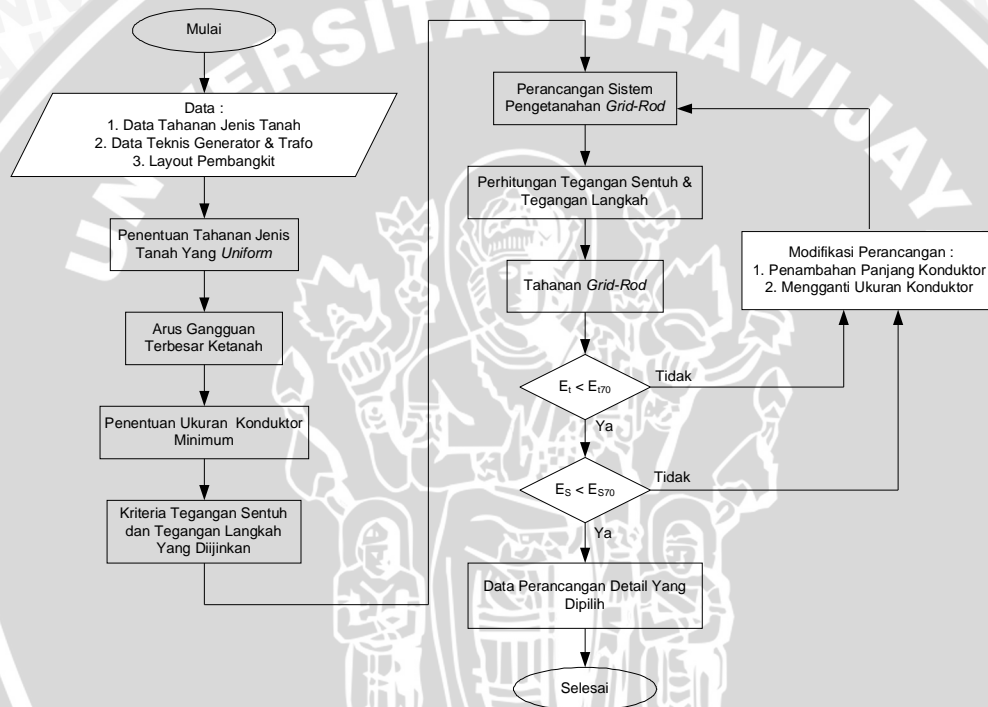 UNIVERSITAS BRAWIJAY
Mulai
Data :
1. Data Tahanan Jenis Tanah
2. Data Teknis Generator & Trafo
3. Layout Pembangkit
Penentuan Tahanan Jenis
Tanah Yang Uniform
Arus Gangguan
Terbesar Ketanah
Penentuan Ukuran Konduktor
Minimum
Kriteria Tegangan Sentuh
dan Tegangan Langkah
Yang Diijinkan
Perancangan Sistem
Pengetanahan Grid-Rod
Perhitungan Tegangan Sentuh &
Tegangan Langkah
Tahanan Grid-Rod
Et < Et70
Tidak
Ya
ES < ES70
Tidak
Ya
Modifikasi Perancangan :
1. Penambahan Panjang Konduktor
2. Mengganti Ukuran Konduktor
Data Perancangan Detail Yang
Dipilih
Selesai